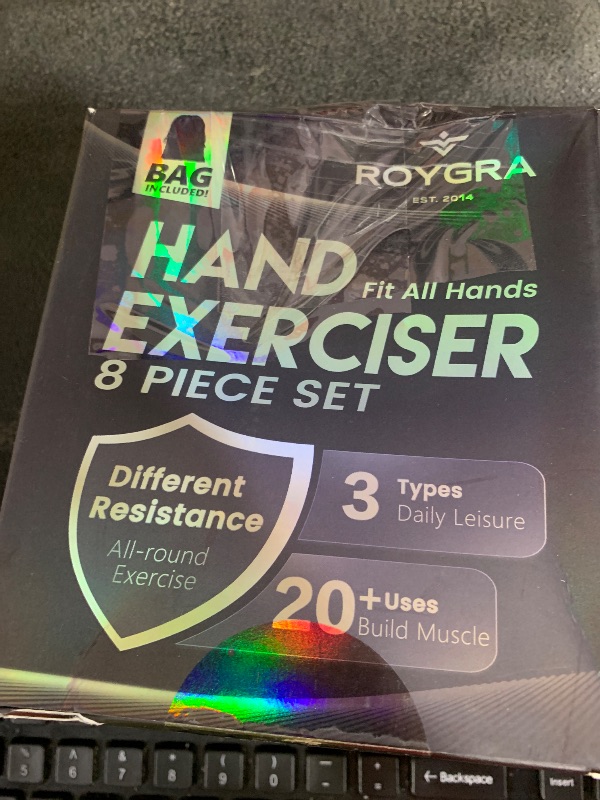 BAG
INCLUDED!
ROYGRA
EST. 2014
HAND
Fit All Hands
EXERCISER
8 PIECE SET
Different
Resistance
All-round
Exercise
3 Types
Daily Leisure
20+Uses
Build Muscle
% ^ & * ( ) _ +
5 6 7 8 9 0 - = ← Backspace Insert